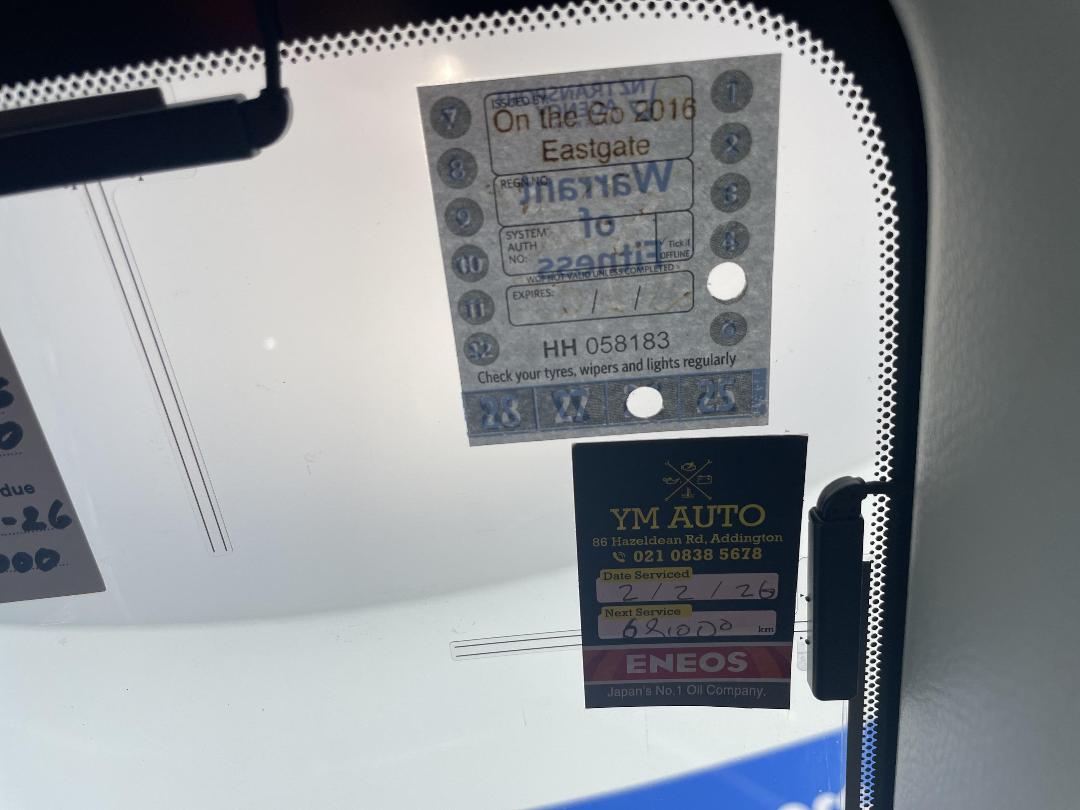 ISSUED BY:
On the Go 2016
Eastgate
NZ TRANSPORT
AGENCY
REGN NO:
Warrant
of
Fitness
SYSTEM
AUTH
NO:
Tick if
OFFLINE
WOF NOT VALID UNLESS COMPLETED
EXPIRES: / /
1
2
3
4
6
7
8
9
10
11
12
HH 058183
Check your tyres, wipers and lights regularly
28 27 25
due
-26
000
YM AUTO
86 Hazeldean Rd, Addington
021 0838 5678
Date Serviced
2/2/26
Next Service
km
ENEOS
Japan's No.1 Oil Company.